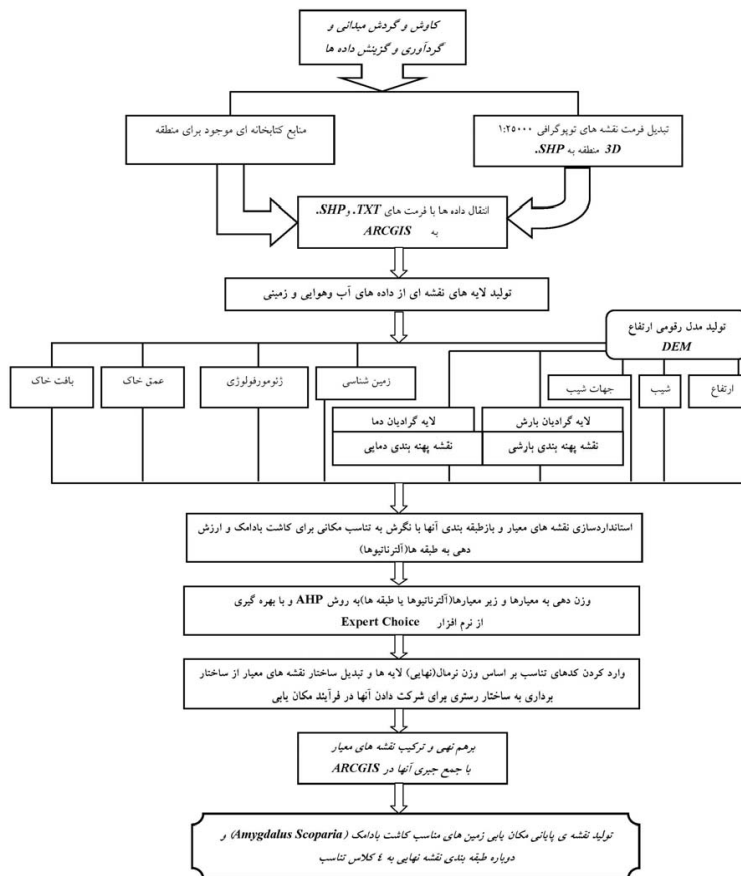 کاوش و گردش میدانی و
گردآوری و گزینش داده ها
منابع کتابخانه ای موجود برای منطقه
تبدیل فرمت نقشه های توپوگرافی ۱:۲۵۰۰۰
3D منطقه به SHP.
انتقال داده ها با فرمت های TXT. و SHP.
به ARCGIS
تولید لایه های نقشه ای از داده های آب وهوایی و زمینی
تولید مدل رقومی ارتفاع
DEM
بافت خاک
عمق خاک
ژئومورفولوژی
زمین شناسی
جهات شیب
شیب
ارتفاع
لایه گرادیان دما
لایه گرادیان بارش
نقشه پهنه بندی دمایی
نقشه پهنه بندی بارشی
استانداردسازی نقشه های معیار و بازطبقه بندی آنها با نگرش به تناسب مکانی برای کاشت بادامک و ارزش
دهی به طبقه ها(آلترناتیوها)
وزن دهی به معیارها و زیر معیارها(آلترناتیوها یا طبقه ها)به روش AHP و با بهره گیری
از نرم افزار Expert Choice
وارد کردن کدهای تناسب بر اساس وزن نرمال(نهایی) لایه ها و تبدیل ساختار نقشه های معیار از ساختار
برداری به ساختار رستری برای شرکت دادن آنها در فرآیند مکان یابی
برهم نهی و ترکیب نقشه های معیار
با جمع جبری آنها در ARCGIS
تولید نقشه ی پایانی مکان یابی زمین های مناسب کاشت بادامک (Amygdalus Scoparia) و
دوباره طبقه بندی نقشه نهایی به ٤ کلاس تناسب